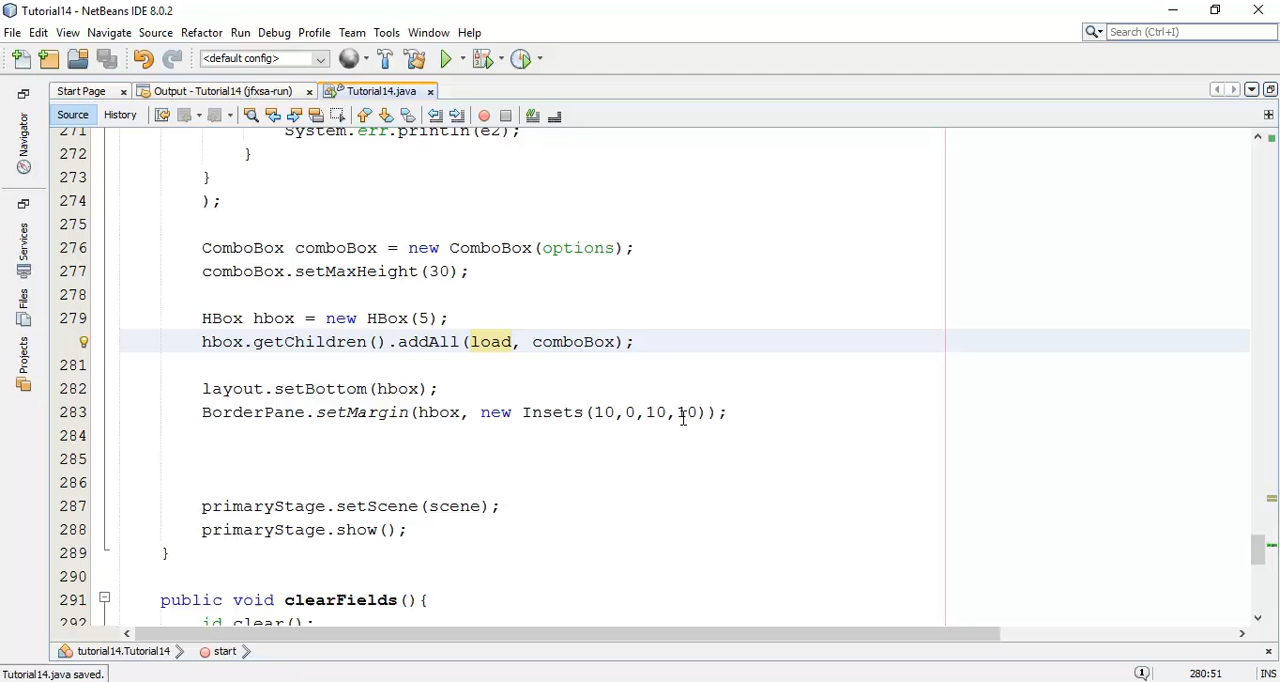 Tutorial14 - NetBeans IDE 8.0.2
File Edit View Navigate Source Refactor Run Debug Profile Team Tools Window Help
Search (Ctrl+I)
<default config>
Start Page Output - Tutorial14 (jfxsa-run) Tutorial14.java
Source History
Navigator
Services
Files
Projects
271 System.err.println(e2);
272 }
273 }
274 );
275
276 ComboBox comboBox = new ComboBox(options);
277 comboBox.setMaxHeight(30);
278
279 HBox hbox = new HBox(5);
hbox.getChildren().addAll(load, comboBox);
281
282 layout.setBottom(hbox);
283 BorderPane.setMargin(hbox, new Insets(10,0,10,10));
284
285
286
287 primaryStage.setScene(scene);
288 primaryStage.show();
289 }
290
291 public void clearFields(){
292 id.clear();
tutorial14.Tutorial14 start
Tutorial14.java saved.
1 280:51 INS